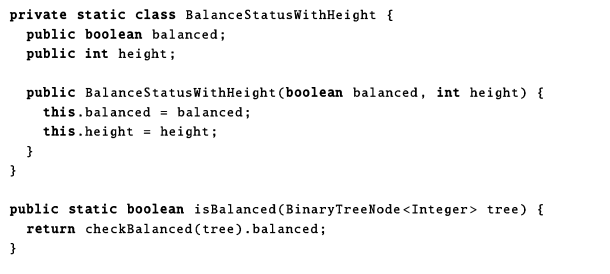 private static class BalanceStatusWithHeight {
  public boolean balanced;
  public int height;

  public BalanceStatusWithHeight(boolean balanced, int height) {
    this.balanced = balanced;
    this.height = height;
  }
}

public static boolean isBalanced(BinaryTreeNode<Integer> tree) {
  return checkBalanced(tree).balanced;
}